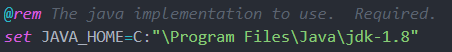 @rem The java implementation to use.  Required.
set JAVA_HOME=C:"\Program Files\Java\jdk-1.8"